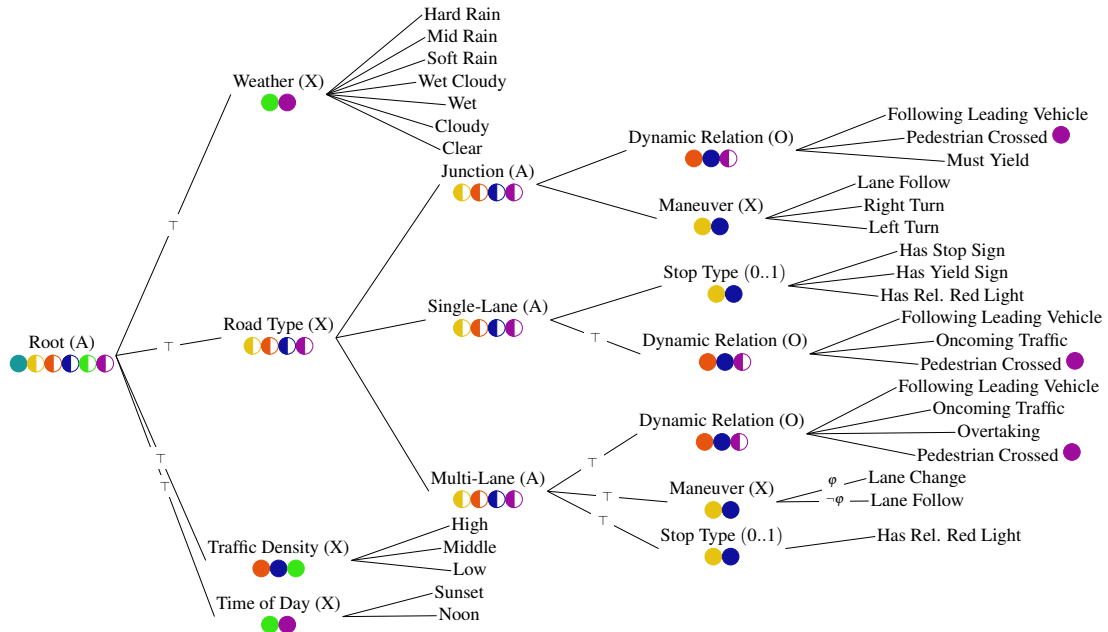 Hard Rain
Mid Rain
Soft Rain
Weather (X)
Wet Cloudy
Wet
Cloudy
Clear
Following Leading Vehicle
Dynamic Relation (O)
Pedestrian Crossed
Must Yield
Junction (A)
Lane Follow
Maneuver (X)
Right Turn
Left Turn
⊤
Has Stop Sign
Stop Type (0..1)
Has Yield Sign
Has Rel. Red Light
Single-Lane (A)
Road Type (X)
Following Leading Vehicle
⊤
Root (A)
⊤
Oncoming Traffic
Dynamic Relation (O)
Pedestrian Crossed
Following Leading Vehicle
Oncoming Traffic
Dynamic Relation (O)
Overtaking
Pedestrian Crossed
⊤
⊤
Multi-Lane (A)
φ
Lane Change
⊤
⊤
Maneuver (X)
¬φ
Lane Follow
⊤
High
Stop Type (0..1)
Has Rel. Red Light
Traffic Density (X)
Middle
Low
Sunset
Time of Day (X)
Noon